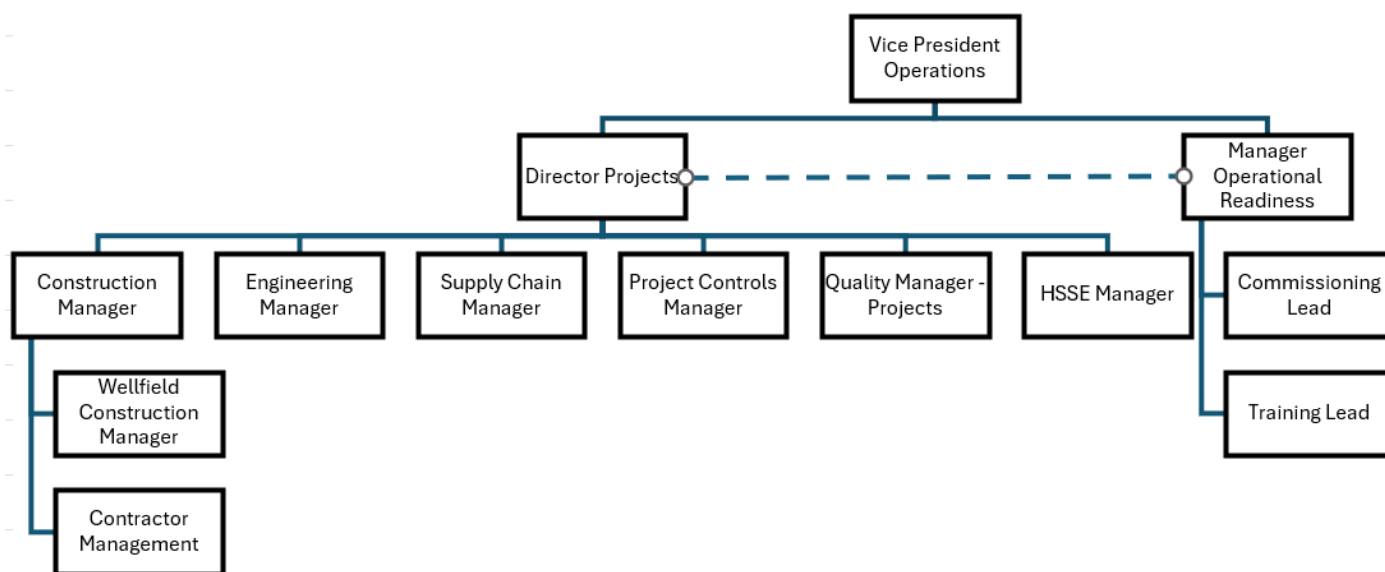 Vice President
Operations
Director Projects
Manager
Operational
Readiness
Construction
Manager
Engineering
Manager
Supply Chain
Manager
Project Controls
Manager
Quality Manager -
Projects
HSSE Manager
Commissioning
Lead
Wellfield
Construction
Manager
Training Lead
Contractor
Management